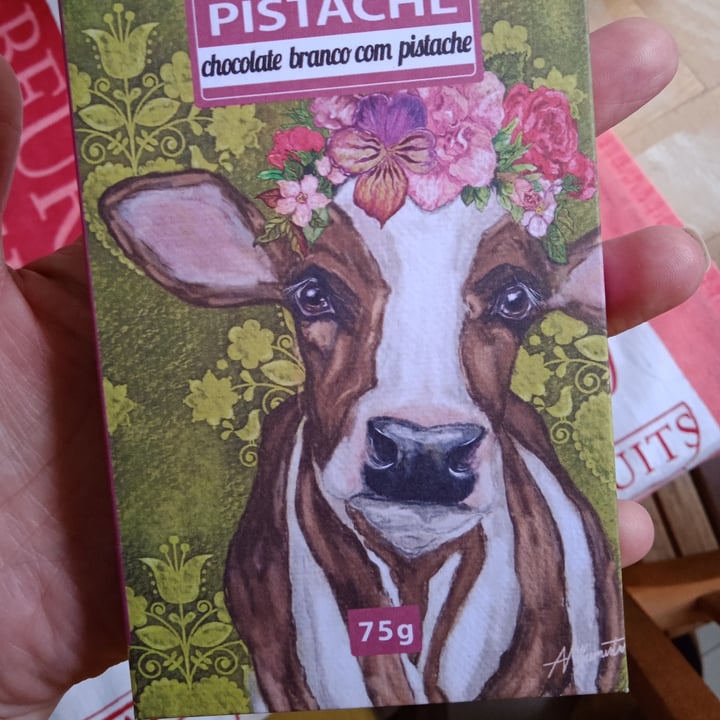 PISTACHE
chocolate branco com pistache
75g